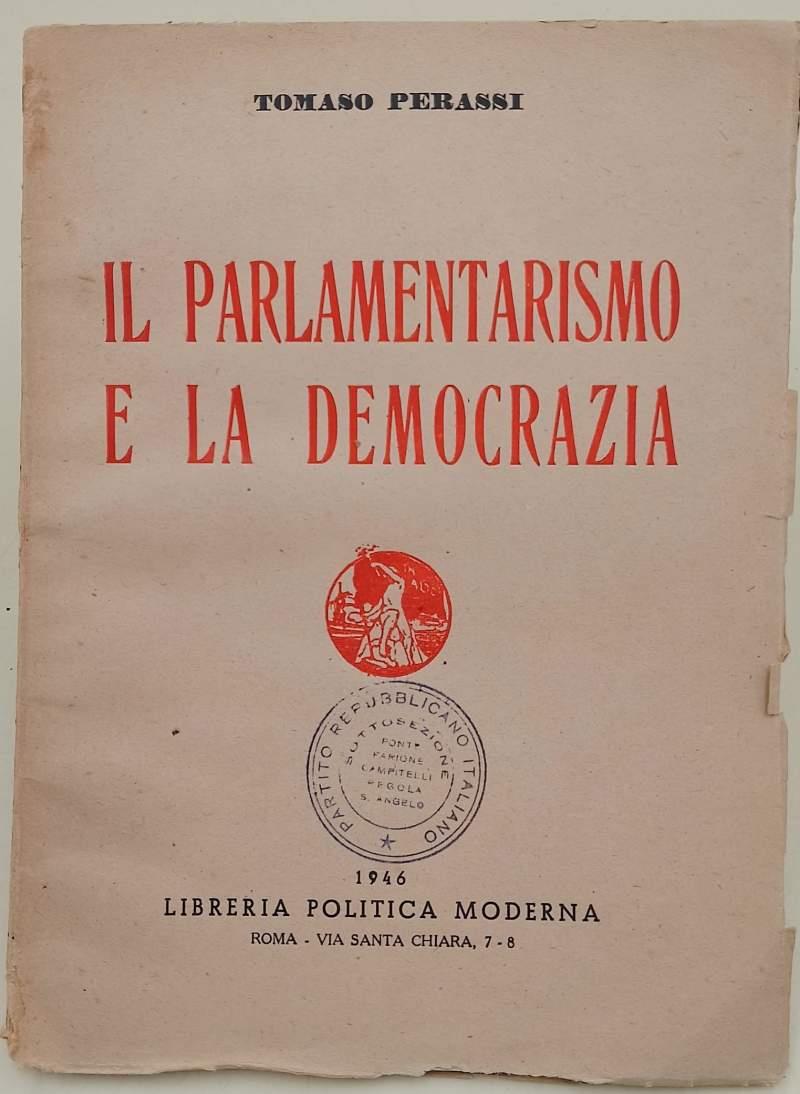 TOMASO PERASSI
IL PARLAMENTARISMO
E LA DEMOCRAZIA
PARTITO REPUBBLICANO ITALIANO
SOTTOSEZIONE
PONTE
PARIONE
CAMPITELLI
REGOLA
S. ANGELO
1946
LIBRERIA POLITICA MODERNA
ROMA - VIA SANTA CHIARA, 7-8